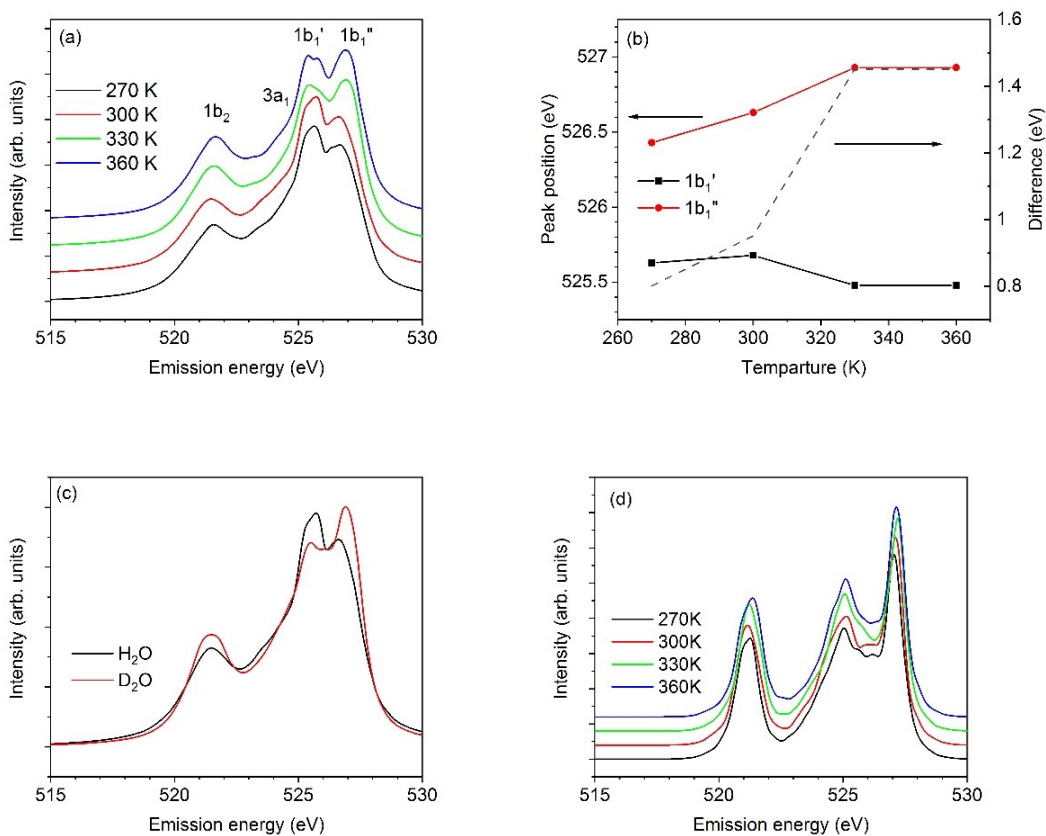 (a)
1b₁'
1b₁"
270 K
300 K
330 K
360 K
1b₂
3a₁
Intensity (arb. units)
515
520
525
530
Emission energy (eV)
(b)
527
526.5
526
525.5
Peak position (eV)
1b₁'
1b₁"
1.6
1.4
1.2
1
0.8
Difference (eV)
260
280
300
320
340
360
Temparture (K)
(c)
H₂O
D₂O
Intensity (arb. units)
515
520
525
530
Emission energy (eV)
(d)
270K
300K
330K
360K
Intensity (arb. units)
515
520
525
530
Emission energy (eV)